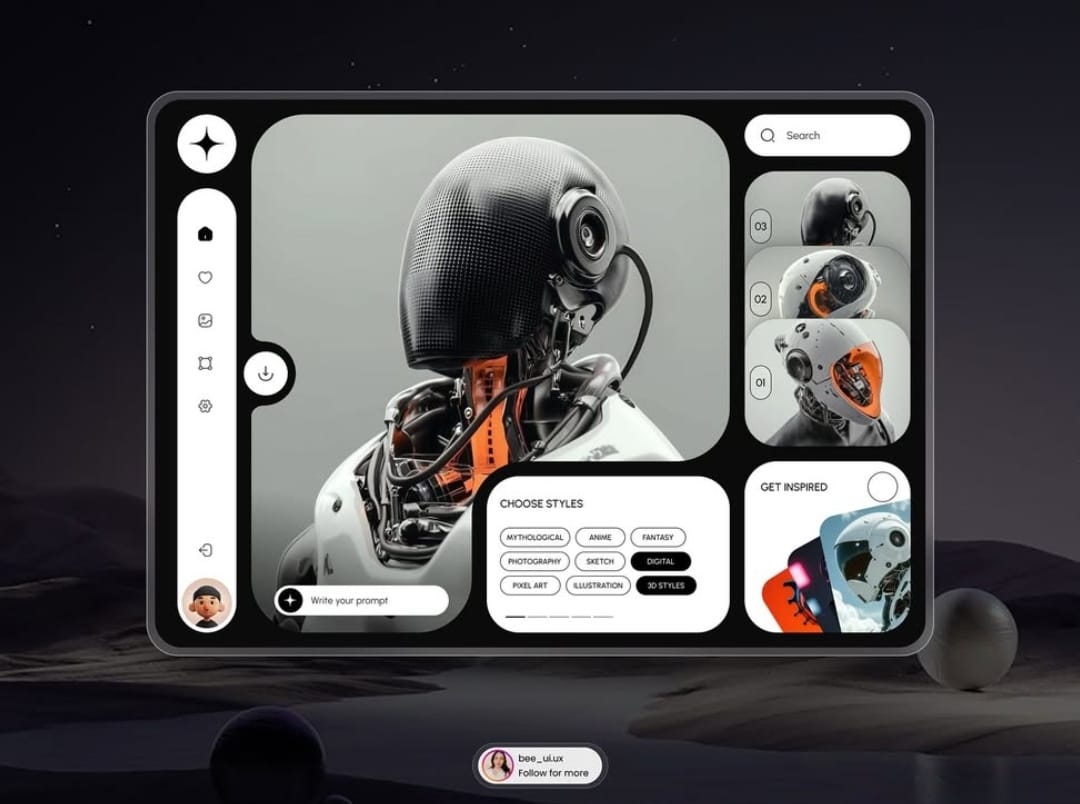 Search
03
02
01
CHOOSE STYLES
MYTHOLOGICAL
ANIME
FANTASY
PHOTOGRAPHY
SKETCH
DIGITAL
PIXEL ART
ILLUSTRATION
3D STYLES
GET INSPIRED
Write your prompt
bee_ui.ux
Follow for more